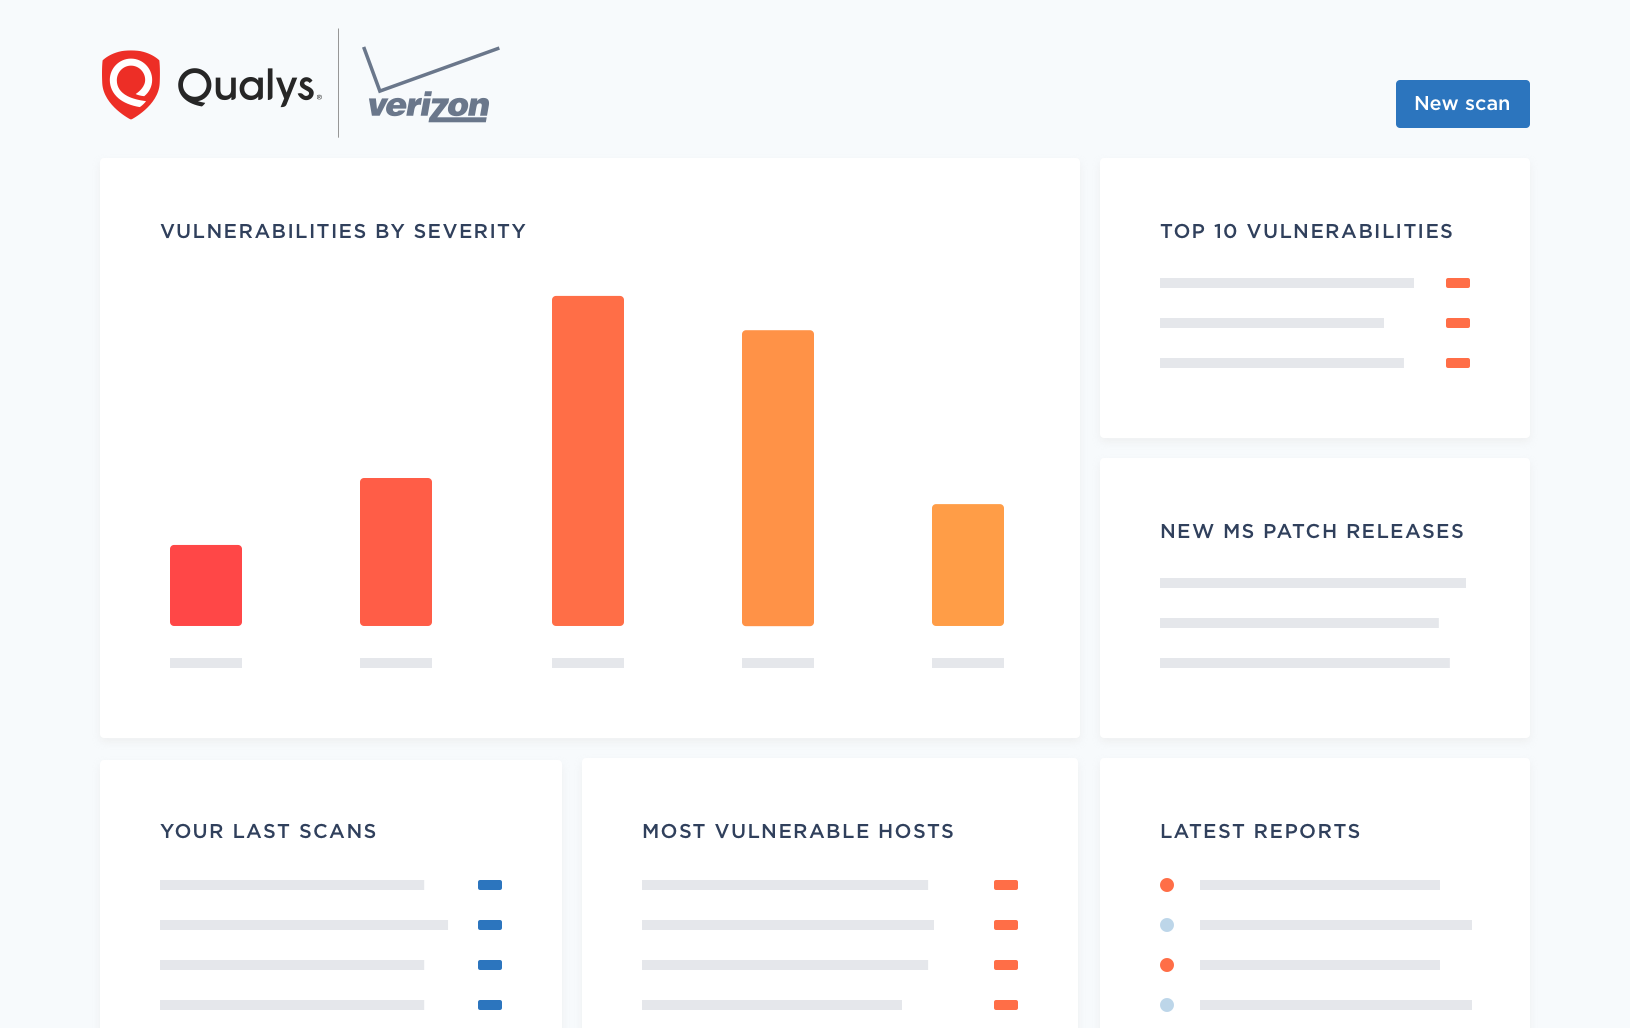 Qualys
verizon
New scan
VULNERABILITIES BY SEVERITY
TOP 10 VULNERABILITIES
NEW MS PATCH RELEASES
YOUR LAST SCANS
MOST VULNERABLE HOSTS
LATEST REPORTS